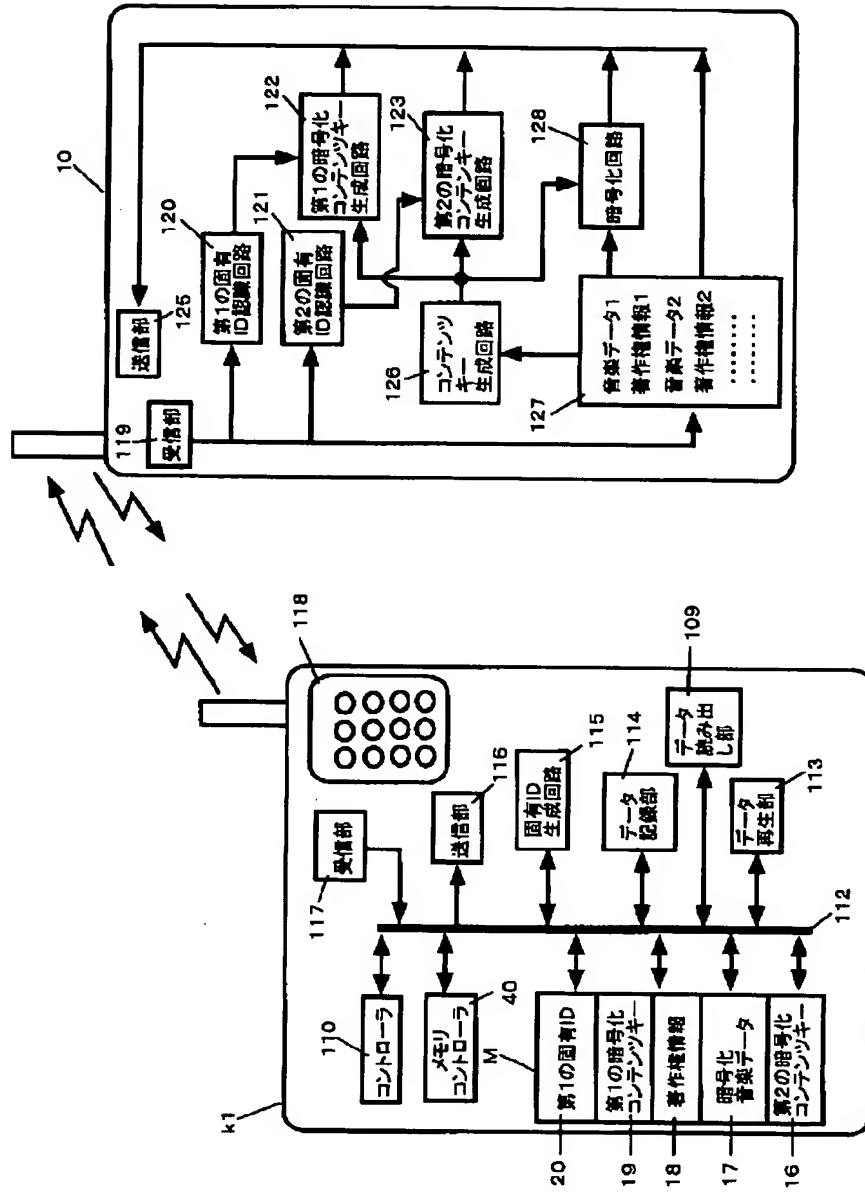 10
119
受信部
送信部
125
120
第1の固有
ID認識回路
121
第2の固有
ID認識回路
122
第1の暗号化
コンテンツキー
生成回路
123
第2の暗号化
コンテンキー
生成回路
126
コンテンツ
キー
生成回路
128
暗号化回路
127
音楽データ1
著作権情報1
音楽データ2
著作権情報2
………
………
k1
118
110
コントローラ
117
受信部
送信部
116
メモリ
コントローラ
40
M
固有ID
生成回路
115
データ
記録部
114
データ
読み出し部
109
データ
再生部
113
112
第1の固有ID
20
第1の暗号化
コンテンツキー
19
著作権情報
18
暗号化
音楽データ
17
第2の暗号化
コンテンツキー
16